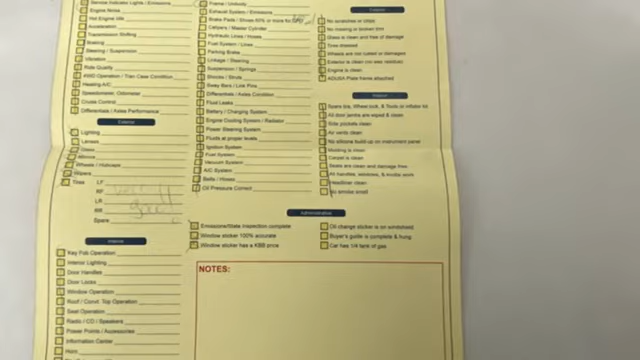 Service Indicator Lights / Emissions
Engine Noise
Hot Engine Idle
Acceleration
Transmission Shifting
Braking
Steering / Suspension
Vibration
Ride Quality
4WD Operation / Tran Case Condition
Heating A/C
Speedometer, Odometer
Cruise Control
Differentials / Axles Performance
Exterior
Lighting
Lenses
Glass
Mirrors
Wheels / Hubcaps
Wipers
Tires LF
RF
LR
RR
Spare
Interior
Key Fob Operation
Interior Lighting
Door Handles
Door Locks
Window Operation
Roof / Convt. Top Operation
Seat Operation
Radio / CD / Speakers
Power Points / Accessories
Information Center
Horn
Frame / Unibody
Exhaust System / Emissions
Brake Pads / Shoes 50% or more for
Calipers / Master Cylinder
Hydraulic Lines / Hoses
Fuel System / Lines
Parking Brake
Linkage / Steering
Suspension / Springs
Shocks / Struts
Sway Bars / Link Pins
Differentials / Axles Condition
Fluid Leaks
Battery / Charging System
Engine Cooling System / Radiator
Power Steering System
Fluids at proper levels
Ignition System
Fuel System
Vacuum System
A/C System
Belts / Hoses
Oil Pressure Correct
No scratches or chips
No missing or broken trim
Glass is clean and free of damage
Tires dressed
Wheels are not curbed or damaged
Exterior is clean (no wax residue)
Engine is clean
AGUSA Plate frame attached
Interior
Spare tire, Wheel lock, & Tools or inflator kit
All door jambs are wiped & clean
Side pockets clean
Air vents clean
No silicone build-up on instrument panel
Molding is clean
Carpet is clean
Seats are clean and damage free
All handles, windows, & knobs work
Headliner clean
No smoke smell
Administrative
Emissions/State Inspection complete
Window sticker 100% accurate
Window sticker has a KBB price
Oil change sticker is on windshield
Buyer's guide is complete & hung
Car has 1/4 tank of gas
NOTES: